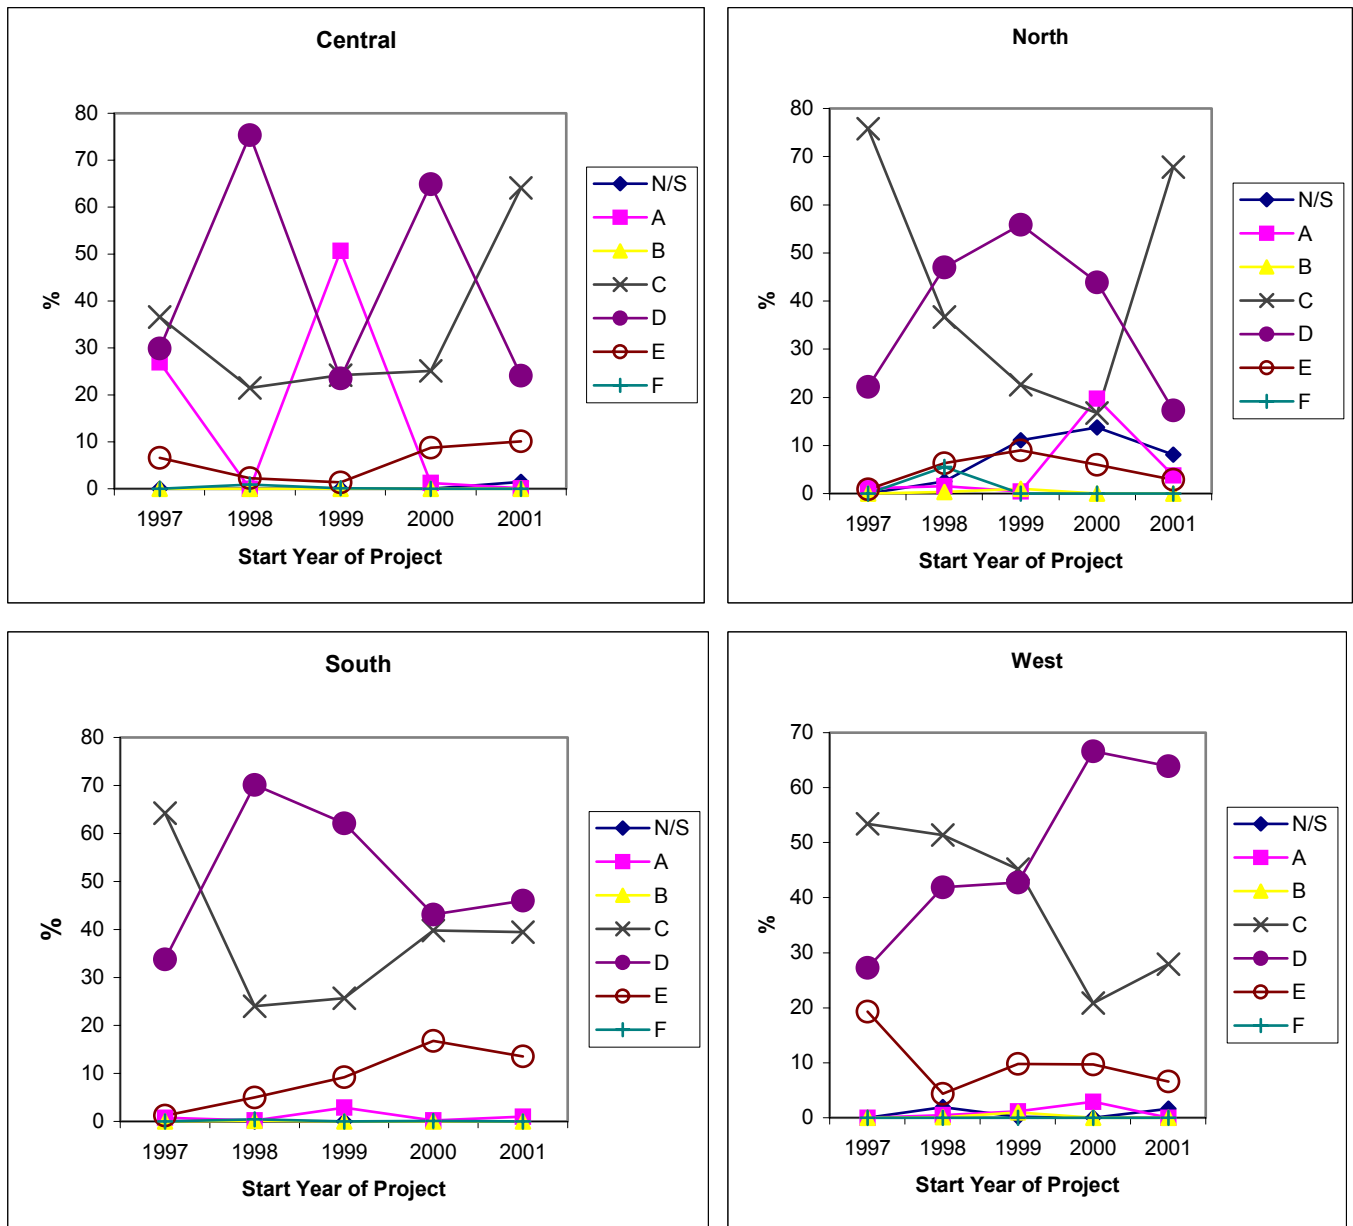 Central
80
70
60
50
40
30
20
10
0
%
1997 1998 1999 2000 2001
Start Year of Project
N/S
A
B
C
D
E
F
North
80
70
60
50
40
30
20
10
0
%
1997 1998 1999 2000 2001
Start Year of Project
N/S
A
B
C
D
E
F
South
80
70
60
50
40
30
20
10
0
%
1997 1998 1999 2000 2001
Start Year of Project
N/S
A
B
C
D
E
F
West
70
60
50
40
30
20
10
0
%
1997 1998 1999 2000 2001
Start Year of Project
N/S
A
B
C
D
E
F